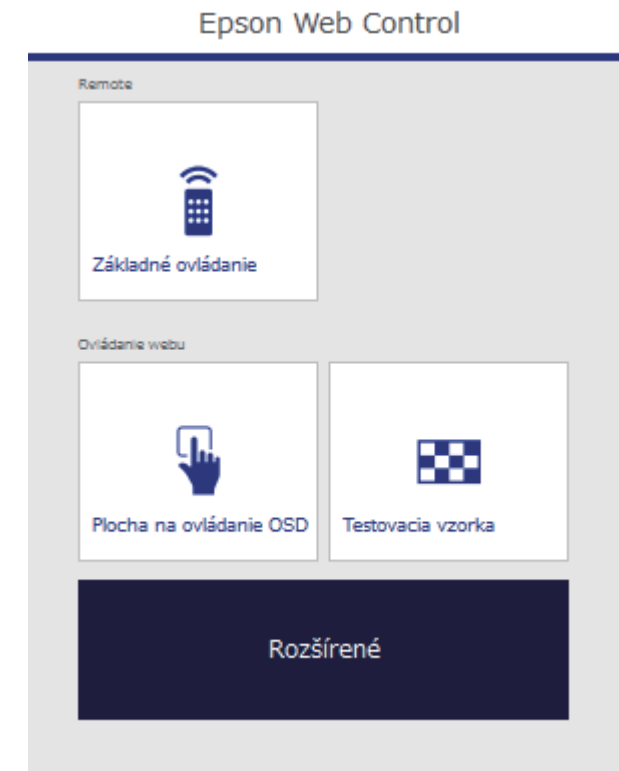 Epson Web Control
Remote
Základné ovládanie
Ovládanie webu
Plocha na ovládanie OSD
Testovacia vzorka
Rozšírené